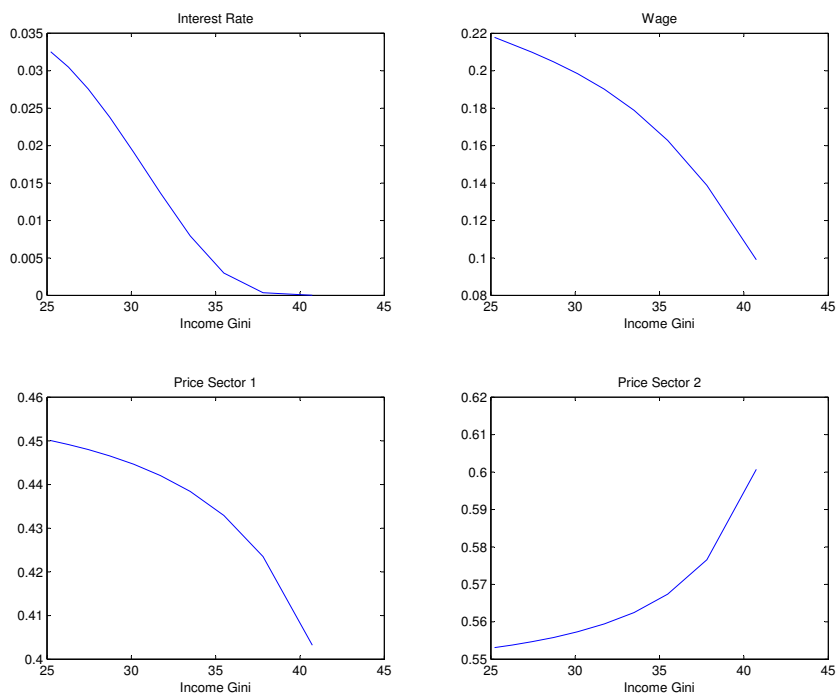 Interest Rate
0.035
0.03
0.025
0.02
0.015
0.01
0.005
0
25 30 35 40 45
Income Gini
Wage
0.22
0.2
0.18
0.16
0.14
0.12
0.1
0.08
25 30 35 40 45
Income Gini
Price Sector 1
0.46
0.45
0.44
0.43
0.42
0.41
0.4
25 30 35 40 45
Income Gini
Price Sector 2
0.62
0.61
0.6
0.59
0.58
0.57
0.56
0.55
25 30 35 40 45
Income Gini